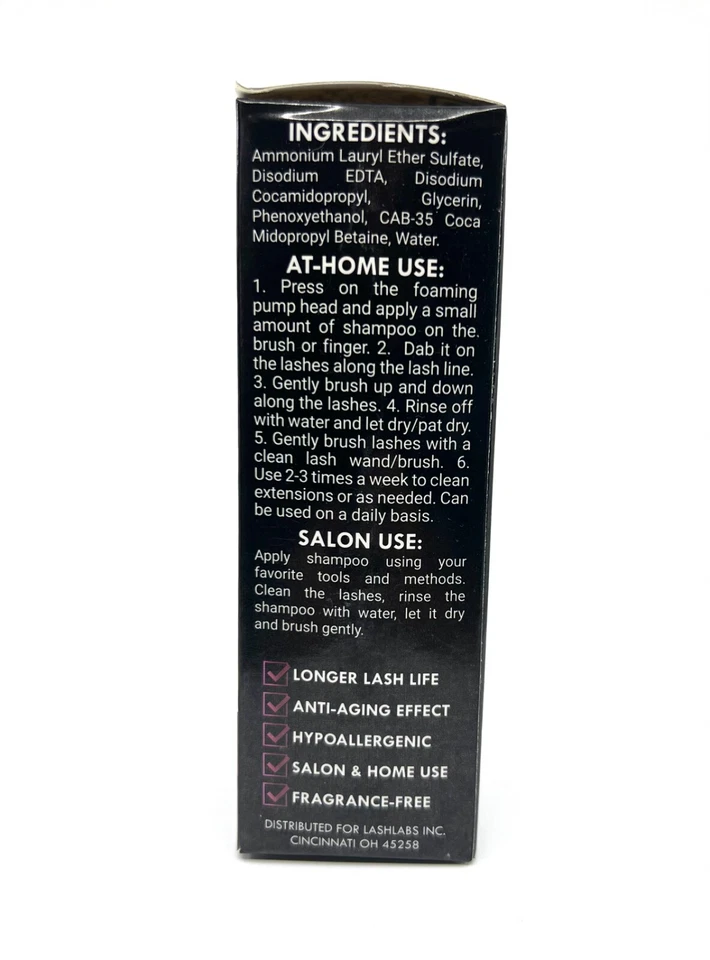 INGREDIENTS:
Ammonium Lauryl Ether Sulfate,
Disodium EDTA, Disodium
Cocamidopropyl, Glycerin,
Phenoxyethanol, CAB-35 Coca
Midopropyl Betaine, Water.
AT-HOME USE:
1. Press on the foaming
pump head and apply a small
amount of shampoo on the.
brush or finger. 2. Dab it on
the lashes along the lash line.
3. Gently brush up and down
along the lashes. 4. Rinse off
with water and let dry/pat dry.
5. Gently brush lashes with a
clean lash wand/brush. 6.
Use 2-3 times a week to clean
extensions or as needed. Can
be used on a daily basis.
SALON USE:
Apply shampoo using your
favorite tools and methods.
Clean the lashes, rinse the
shampoo with water, let it dry
and brush gently.
LONGER LASH LIFE
ANTI-AGING EFFECT
HYPOALLERGENIC
SALON & HOME USE
FRAGRANCE-FREE
DISTRIBUTED FOR LASHLABS INC.
CINCINNATI OH 45258